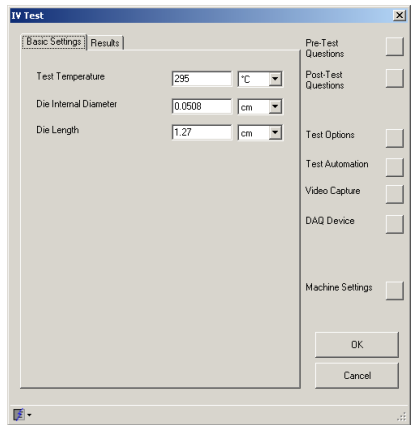 IV Test
Basic Settings
Results
Test Temperature
295
°C
Die Internal Diameter
0.0508
cm
Die Length
1.27
cm
Pre-Test
Questions
Post-Test
Questions
Test Options
Test Automation
Video Capture
DAQ Device
Machine Settings
OK
Cancel